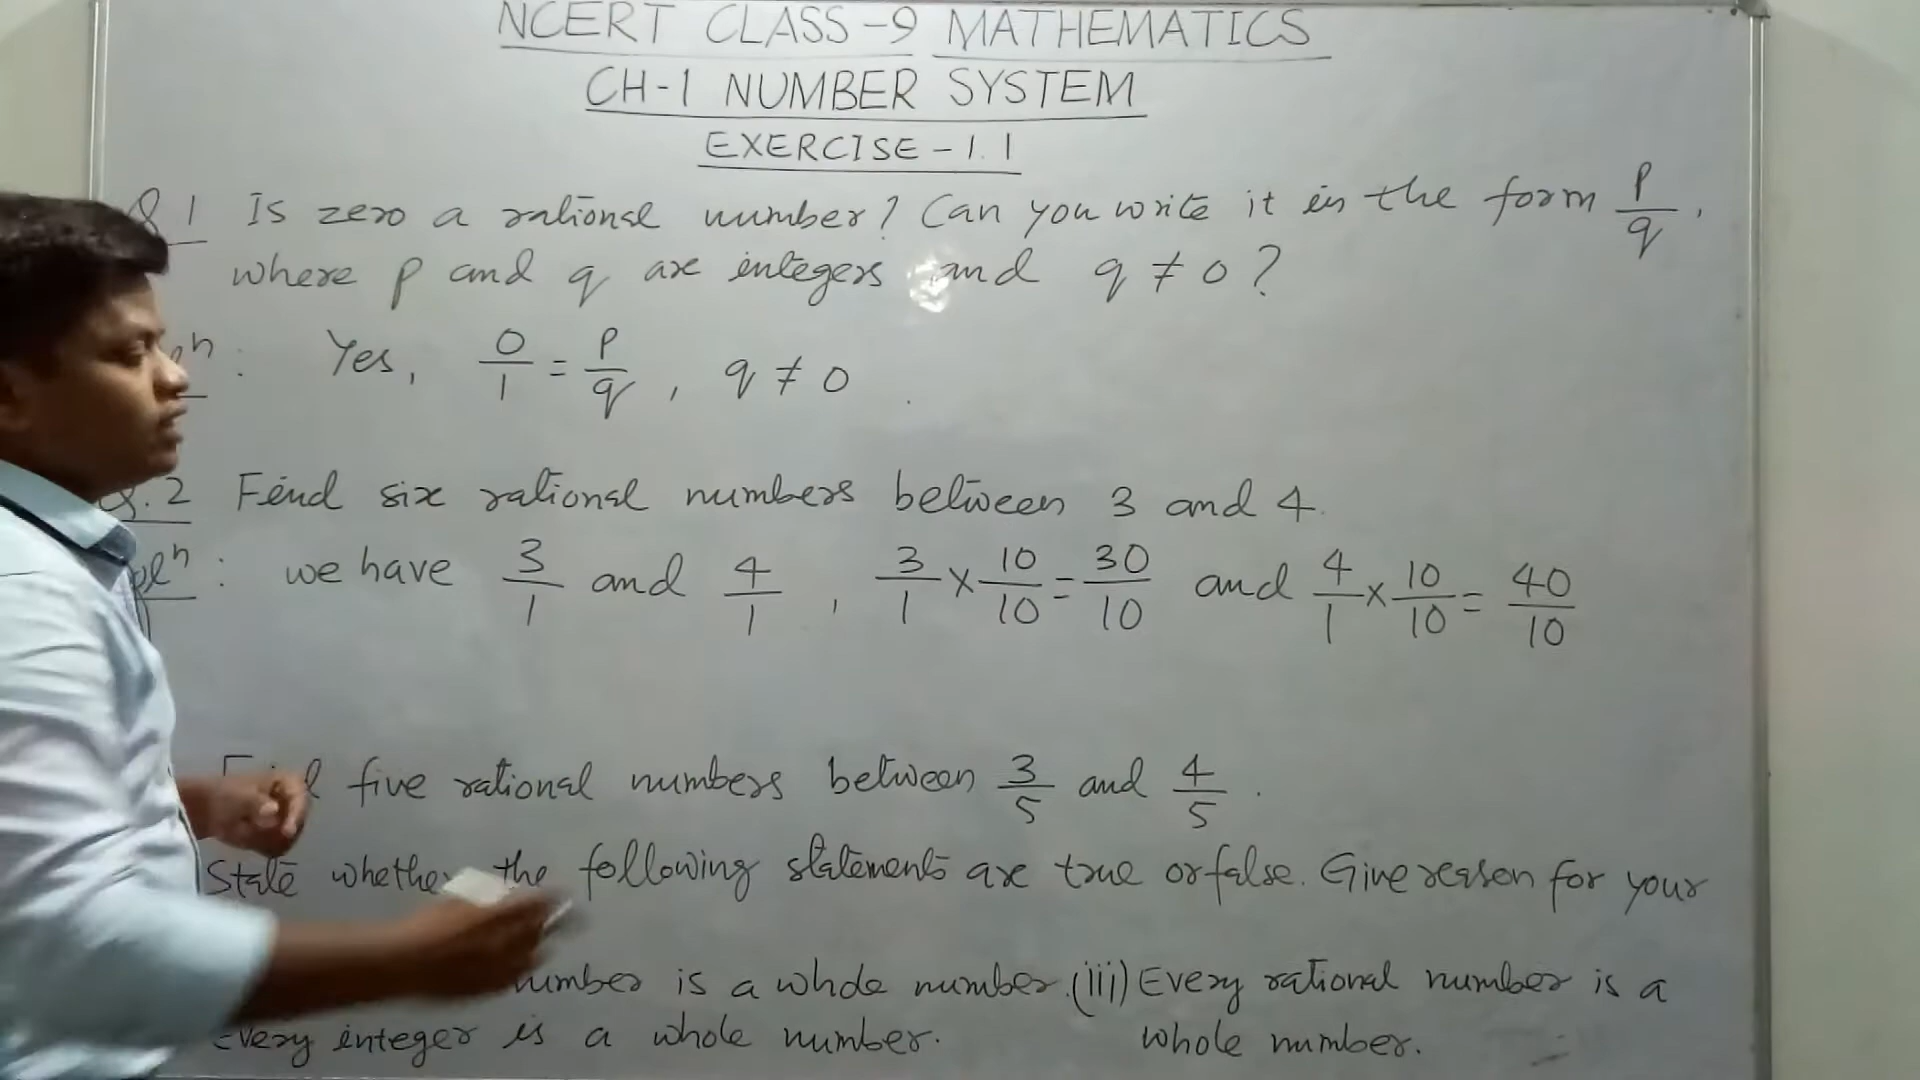 NCERT CLASS-9 MATHEMATICS
CH-1 NUMBER SYSTEM
EXERCISE-1.1
Q.1 Is zero a rational number? Can you write it in the form p/q,
where p and q are integers and q ≠ 0?
Yes, 0/1 = p/q, q ≠ 0
Q.2 Find six rational numbers between 3 and 4.
Solⁿ: we have 3/1 and 4/1, 3/1 × 10/10 = 30/10 and 4/1 × 10/10 = 40/10
five rational numbers between 3/5 and 4/5.
State whether the following statements are true or false. Give reason for your
number is a whole number. (iii) Every rational number is a
Every integer is a whole number. whole number.